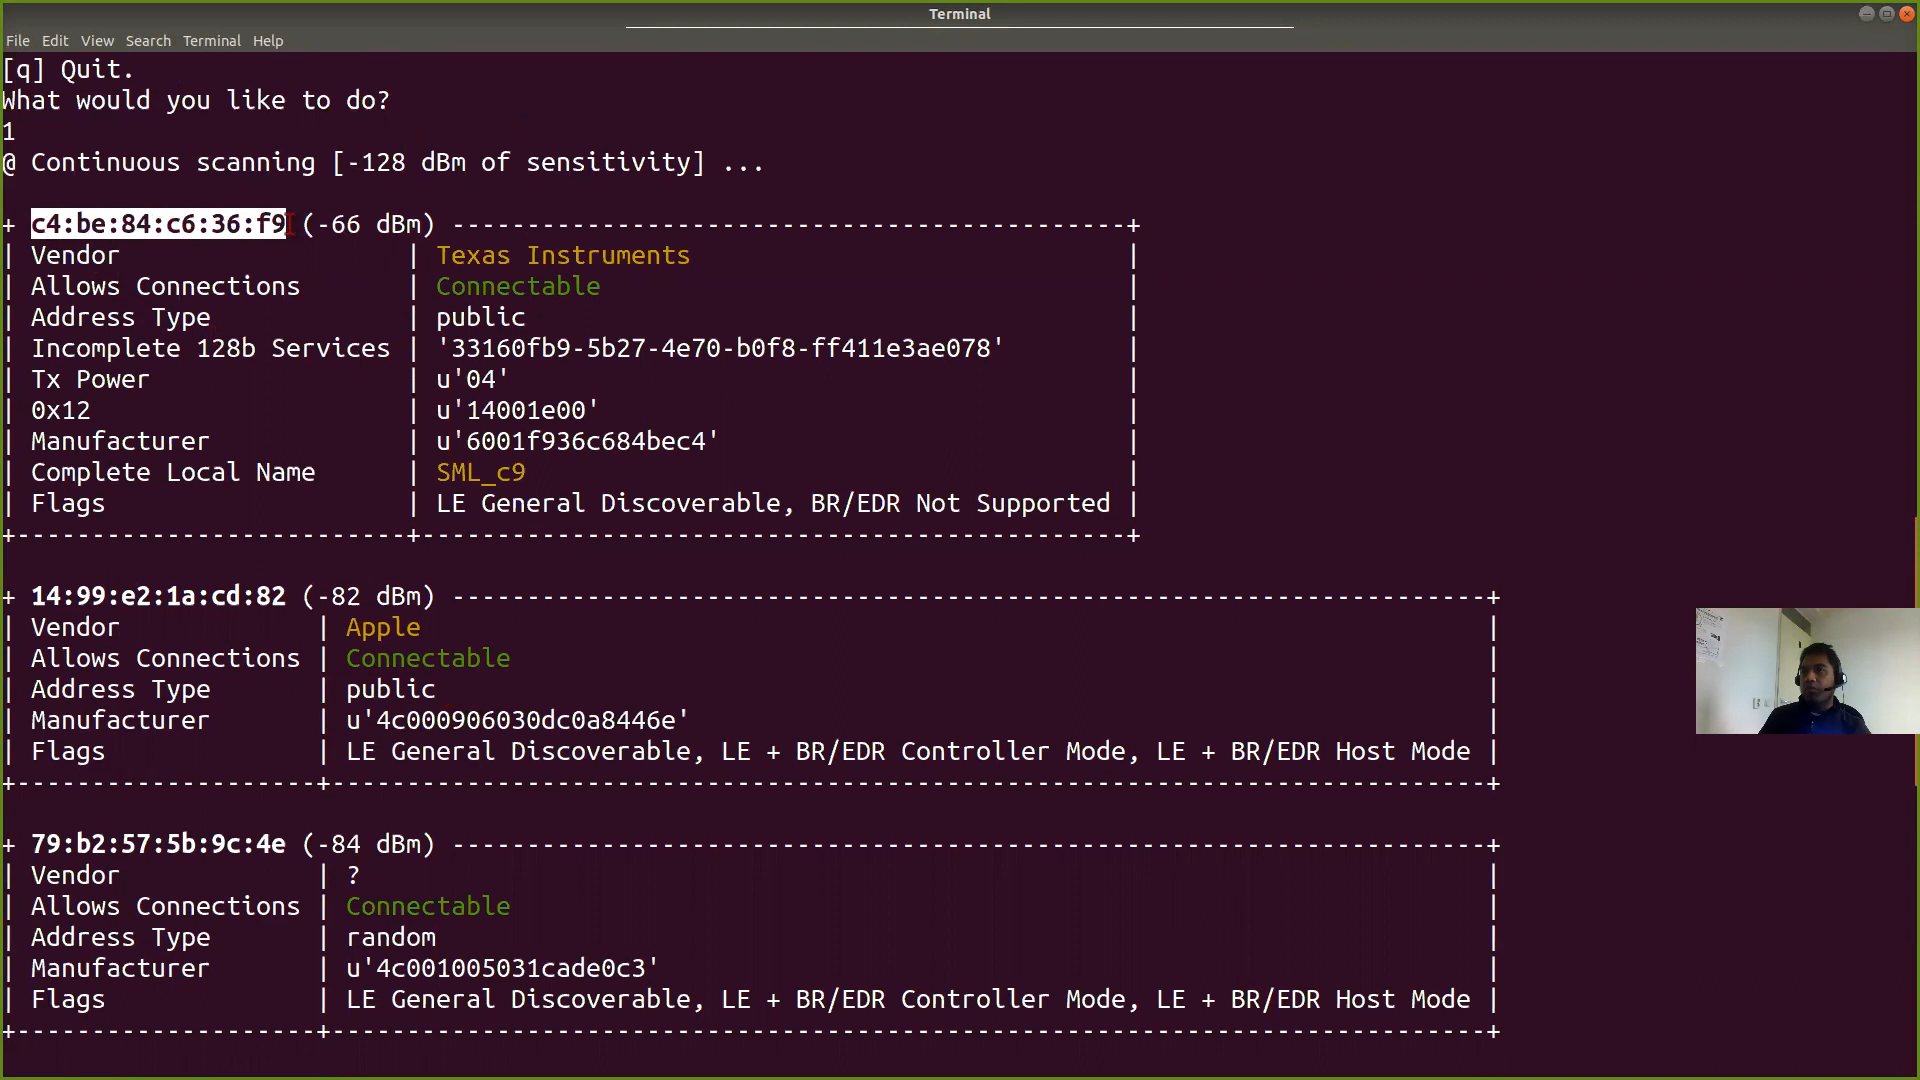 Terminal
File Edit View Search Terminal Help
[q] Quit.
What would you like to do?
1
@ Continuous scanning [-128 dBm of sensitivity] ...
+ c4:be:84:c6:36:f9 (-66 dBm) ---------------------------------------------+
| Vendor | Texas Instruments |
| Allows Connections | Connectable |
| Address Type | public |
| Incomplete 128b Services | '33160fb9-5b27-4e70-b0f8-ff411e3ae078' |
| Tx Power | u'04' |
| 0x12 | u'14001e00' |
| Manufacturer | u'6001f936c684bec4' |
| Complete Local Name | SML_c9 |
| Flags | LE General Discoverable, BR/EDR Not Supported |
+--------------------------+-----------------------------------------------+
+ 14:99:e2:1a:cd:82 (-82 dBm) ---------------------------------------------------------------------+
| Vendor | Apple |
| Allows Connections | Connectable |
| Address Type | public |
| Manufacturer | u'4c000906030dc0a8446e' |
| Flags | LE General Discoverable, LE + BR/EDR Controller Mode, LE + BR/EDR Host Mode |
+--------------------+-----------------------------------------------------------------------------+
+ 79:b2:57:5b:9c:4e (-84 dBm) ---------------------------------------------------------------------+
| Vendor | ? |
| Allows Connections | Connectable |
| Address Type | random |
| Manufacturer | u'4c001005031cade0c3' |
| Flags | LE General Discoverable, LE + BR/EDR Controller Mode, LE + BR/EDR Host Mode |
+--------------------+-----------------------------------------------------------------------------+